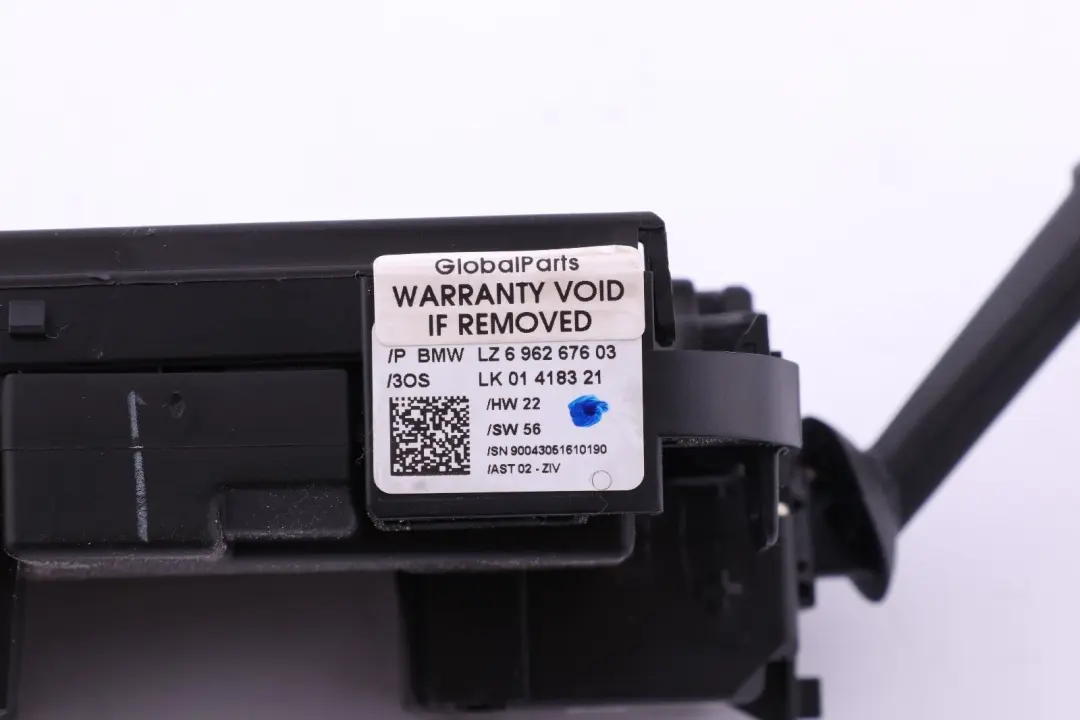 GlobalParts
WARRANTY VOID
IF REMOVED
/P BMW LZ 6 962 676 03
/3OS LK 01 4183 21
/HW 22
/SW 56
/SN 90043051610190
/AST 02 - ZIV